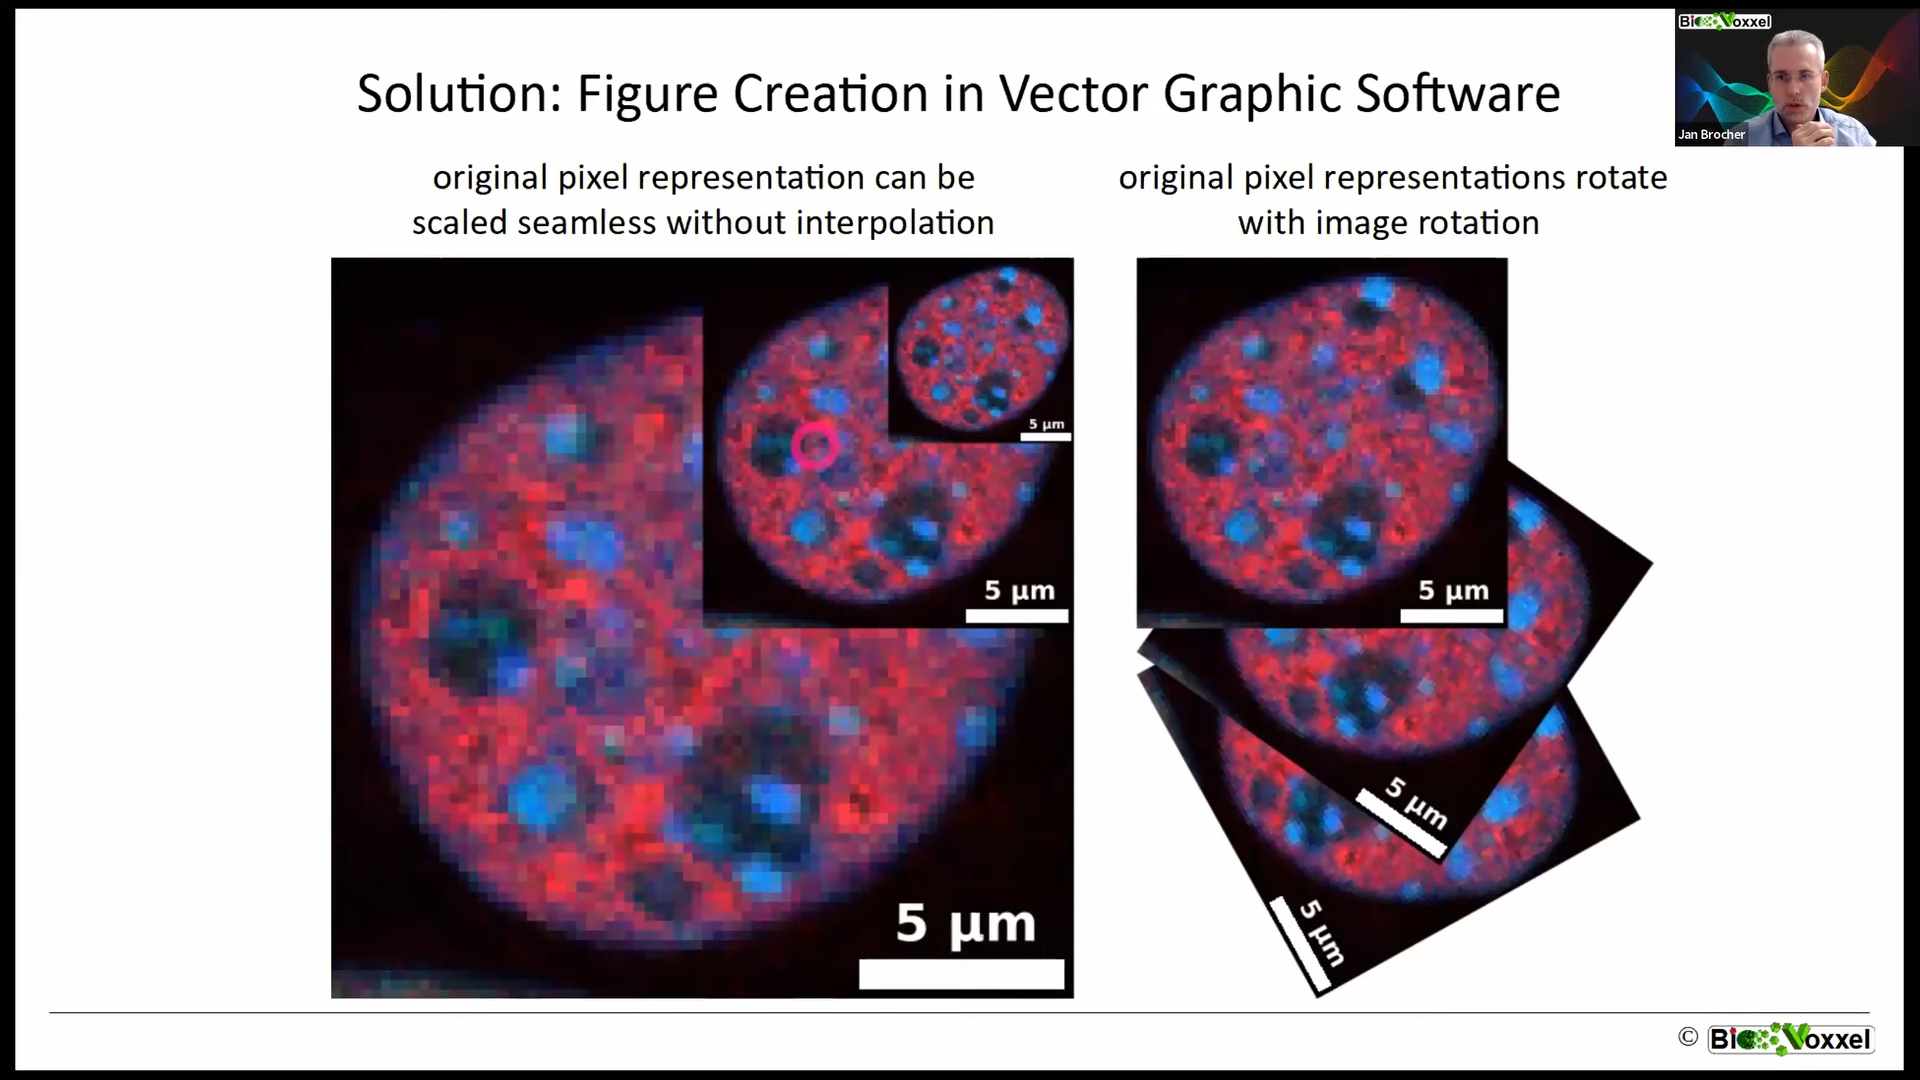 BioVoxxel
Jan Brocher
Solution: Figure Creation in Vector Graphic Software
original pixel representation can be
scaled seamless without interpolation
original pixel representations rotate
with image rotation
5 µm
5 µm
5 µm
5 µm
5 µm
5 µm
© BioVoxxel